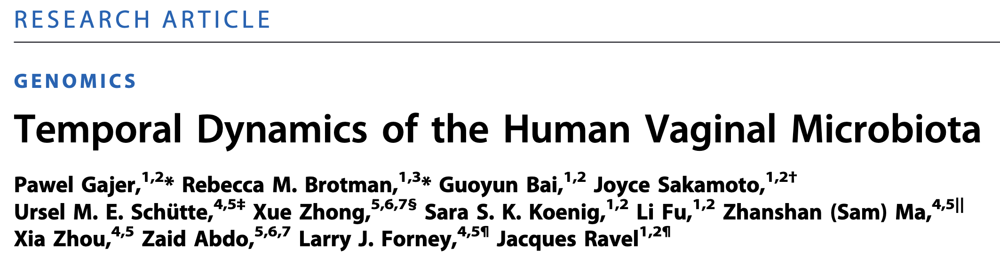 RESEARCH ARTICLE
GENOMICS
Temporal Dynamics of the Human Vaginal Microbiota
Pawel Gajer,1,2* Rebecca M. Brotman,1,3* Guoyun Bai,1,2 Joyce Sakamoto,1,2†
Ursel M. E. Schütte,4,5‡ Xue Zhong,5,6,7§ Sara S. K. Koenig,1,2 Li Fu,1,2 Zhanshan (Sam) Ma,4,5||
Xia Zhou,4,5 Zaid Abdo,5,6,7 Larry J. Forney,4,5¶ Jacques Ravel1,2¶